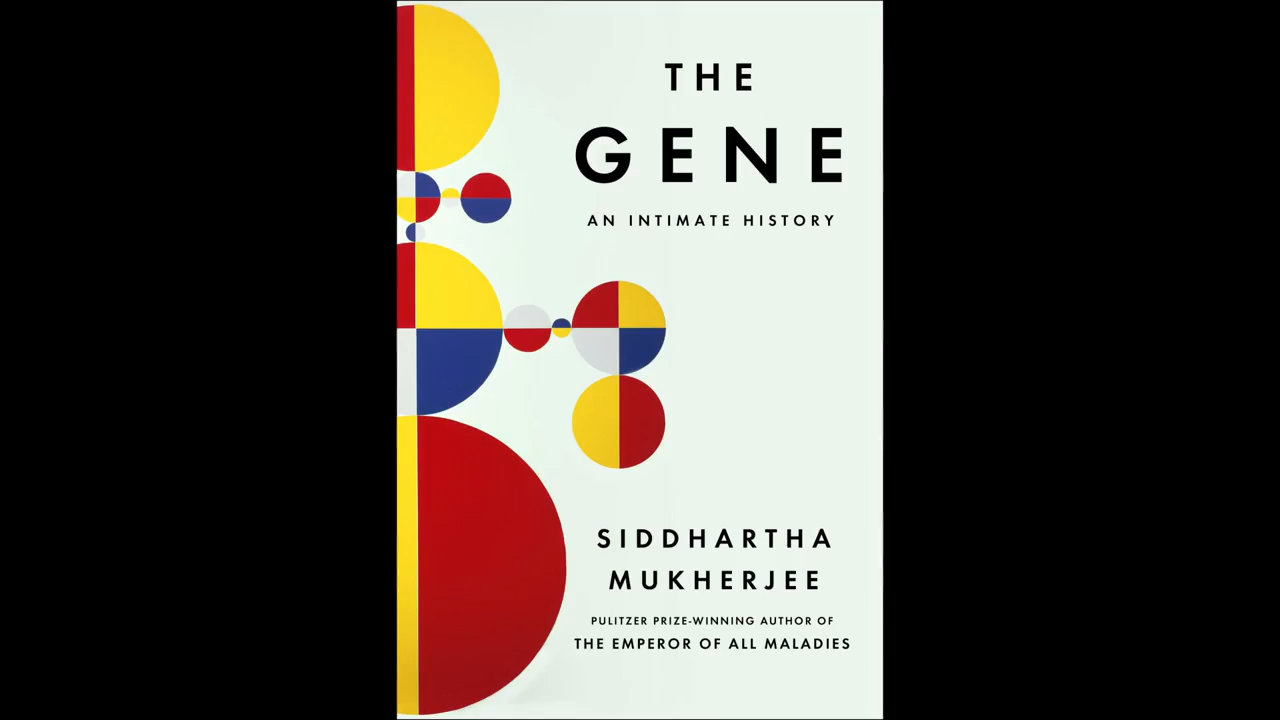 THE
GENE
AN INTIMATE HISTORY
SIDDHARTHA
MUKHERJEE
PULITZER PRIZE-WINNING AUTHOR OF
THE EMPEROR OF ALL MALADIES